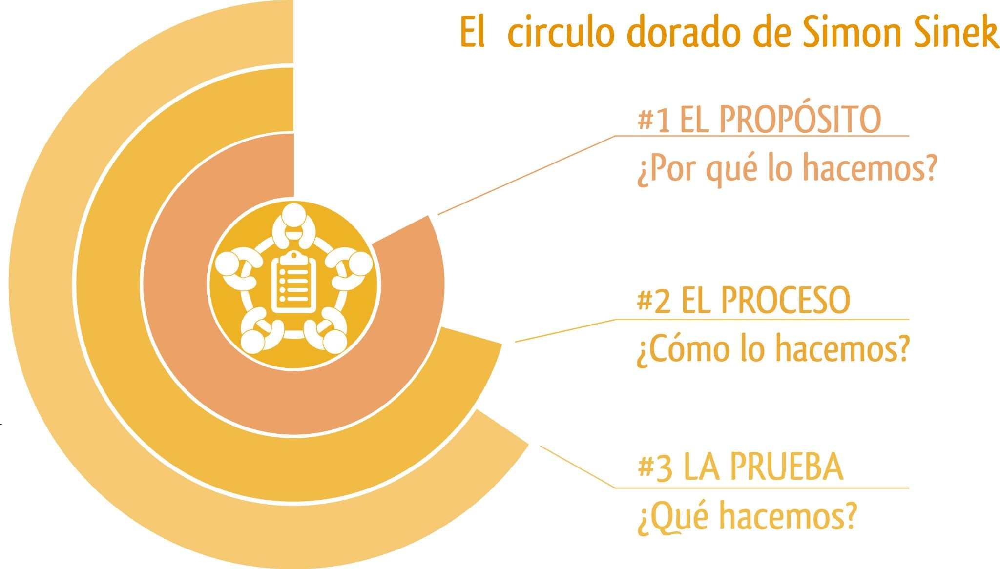 El circulo dorado de Simon Sinek
#1 EL PROPÓSITO
¿Por qué lo hacemos?
#2 EL PROCESO
¿Cómo lo hacemos?
#3 LA PRUEBA
¿Qué hacemos?